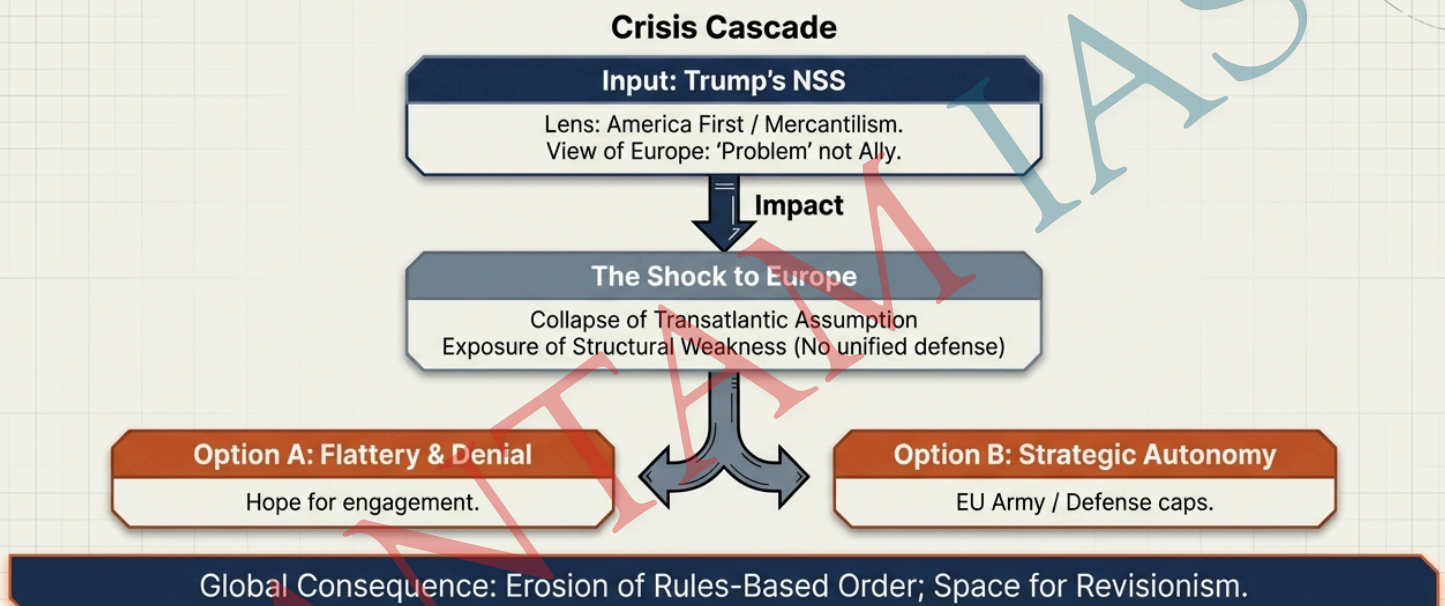 Crisis Cascade
Input: Trump's NSS
Lens: America First / Mercantilism.
View of Europe: 'Problem' not Ally.
Impact
The Shock to Europe
Collapse of Transatlantic Assumption
Exposure of Structural Weakness (No unified defense)
Option A: Flattery & Denial
Hope for engagement.
Option B: Strategic Autonomy
EU Army / Defense caps.
Global Consequence: Erosion of Rules-Based Order; Space for Revisionism.
IAS